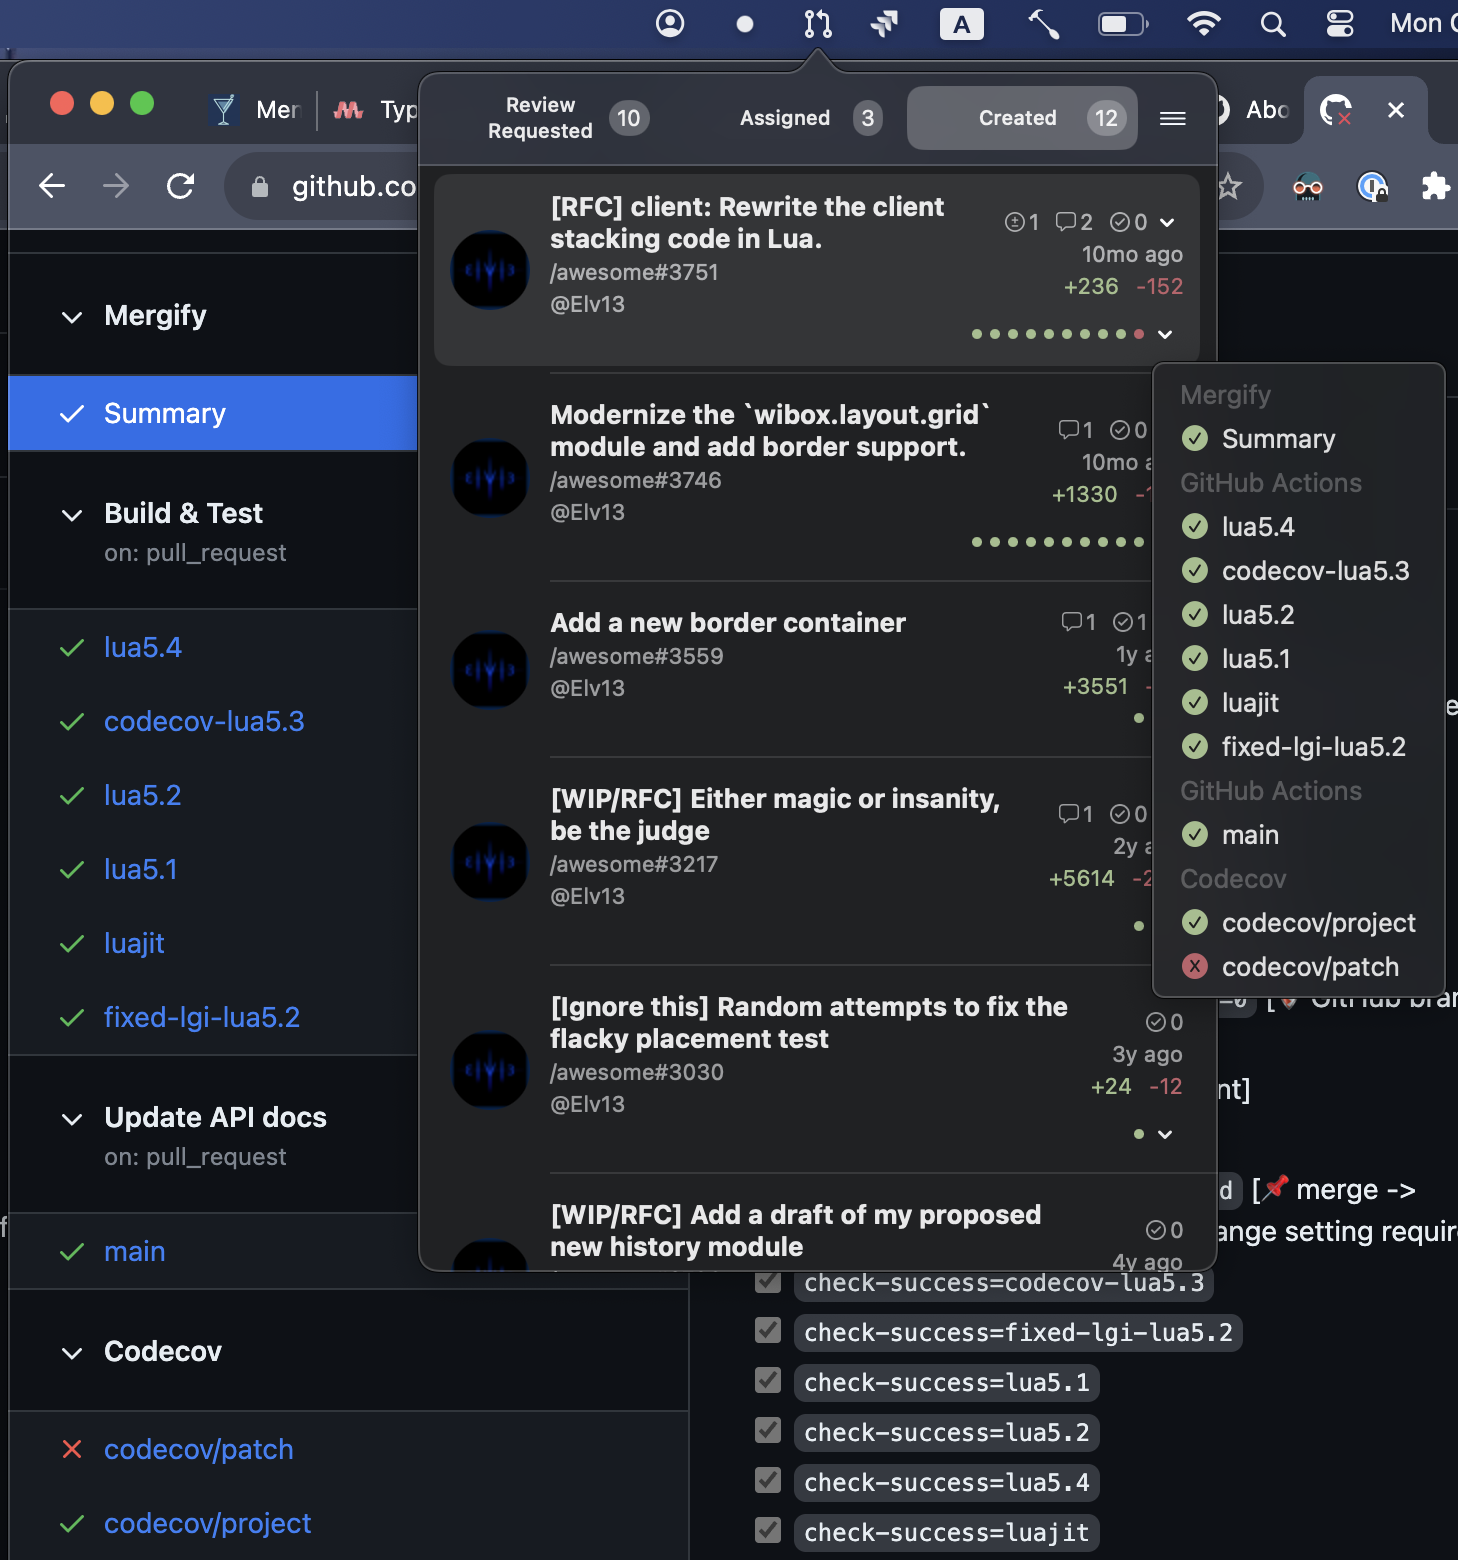 A
Mon
Mer
Typ
Abo
github.co
Review
Requested 10
Assigned 3
Created 12
Mergify
Summary
Build & Test
on: pull_request
lua5.4
codecov-lua5.3
lua5.2
lua5.1
luajit
fixed-lgi-lua5.2
Update API docs
on: pull_request
main
Codecov
codecov/patch
codecov/project
[RFC] client: Rewrite the client
stacking code in Lua.
/awesome#3751
@Elv13
1 2 0
10mo ago
+236 -152
Modernize the `wibox.layout.grid`
module and add border support.
/awesome#3746
@Elv13
1 0
10mo a
+1330 -1
Add a new border container
/awesome#3559
@Elv13
1 1
1y a
+3551 -
[WIP/RFC] Either magic or insanity,
be the judge
/awesome#3217
@Elv13
1 0
2y a
+5614 -2
[Ignore this] Random attempts to fix the
flacky placement test
/awesome#3030
@Elv13
0
3y ago
+24 -12
[WIP/RFC] Add a draft of my proposed
new history module
0
4y ago
Mergify
Summary
GitHub Actions
lua5.4
codecov-lua5.3
lua5.2
lua5.1
luajit
fixed-lgi-lua5.2
GitHub Actions
main
Codecov
codecov/project
codecov/patch
[ GitHub bran
nt]
d [📌 merge ->
ange setting requir
check-success=codecov-lua5.3
check-success=fixed-lgi-lua5.2
check-success=lua5.1
check-success=lua5.2
check-success=lua5.4
check-success=luajit